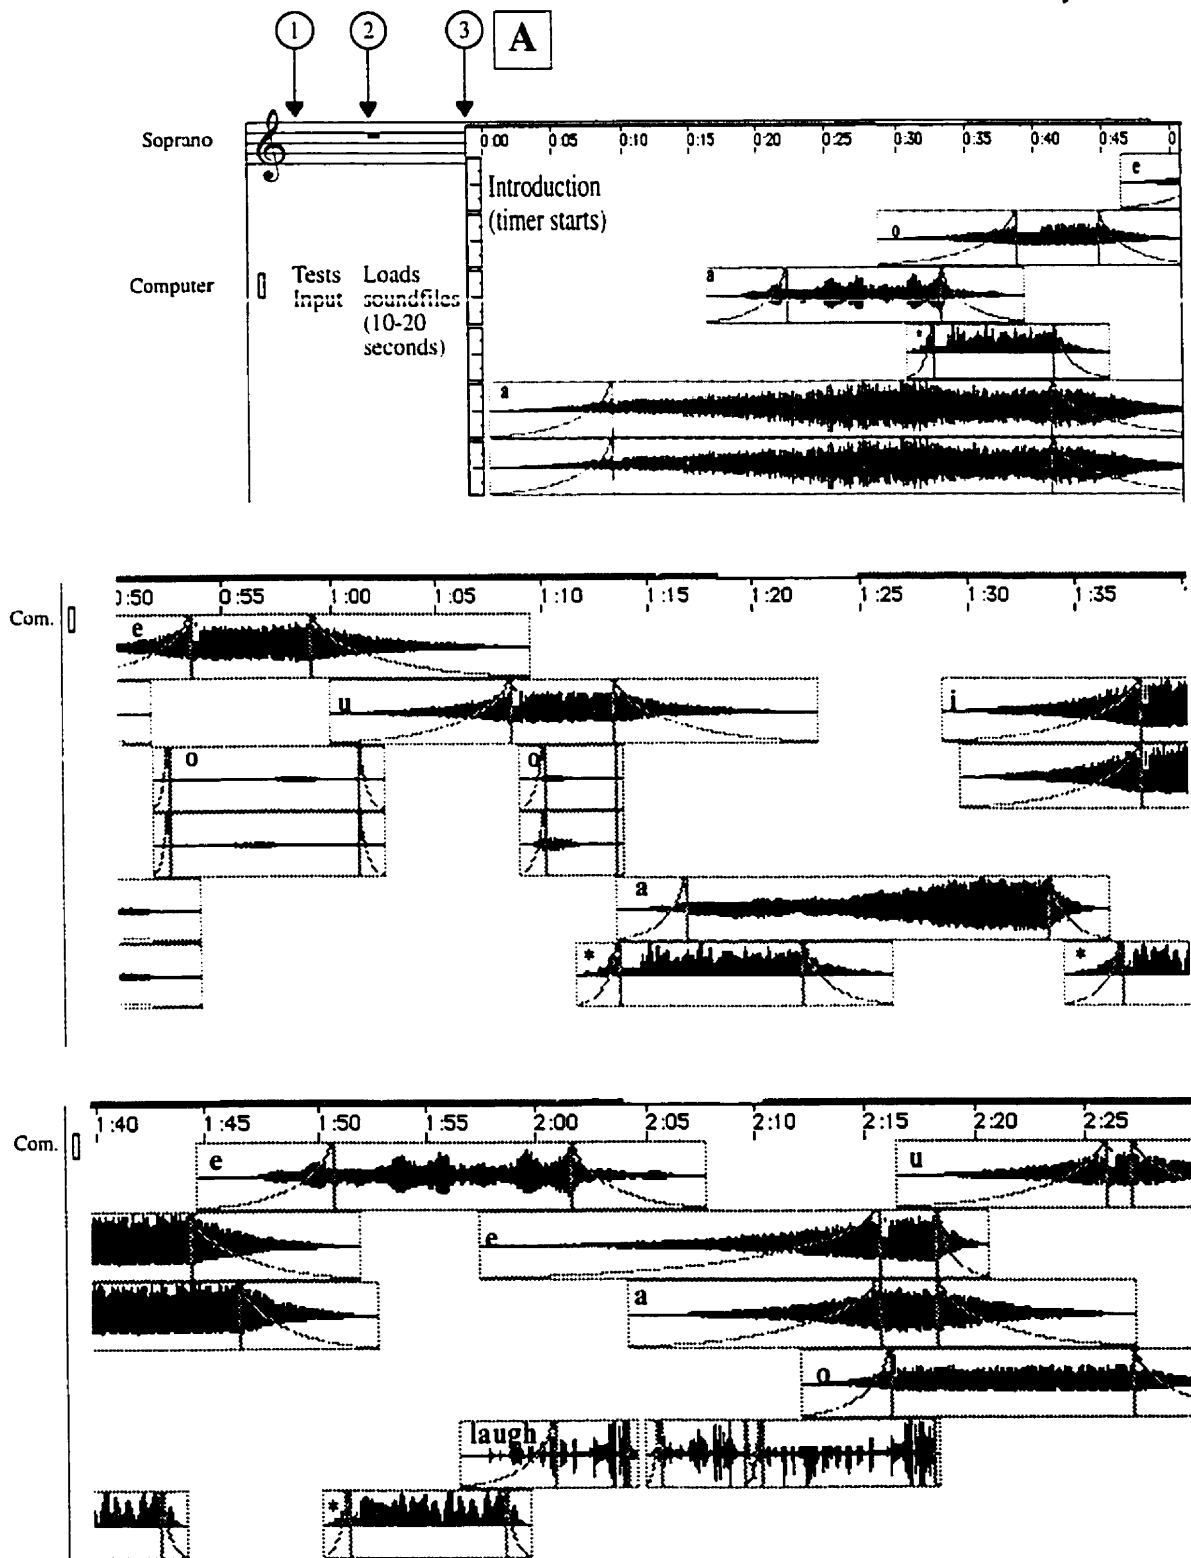 1 2 3 A
Soprano
0:00 0:05 0:10 0:15 0:20 0:25 0:30 0:35 0:40 0:45 0
e
Introduction
(timer starts)
o
a
Computer
Tests Loads
Input soundfiles
(10-20
seconds)
*
a
0:50 0:55 1:00 1:05 1:10 1:15 1:20 1:25 1:30 1:35
Com.
e
u i
o o
a
* *
1:40 1:45 1:50 1:55 2:00 2:05 2:10 2:15 2:20 2:25
Com.
e u
e
a
o
laugh
*